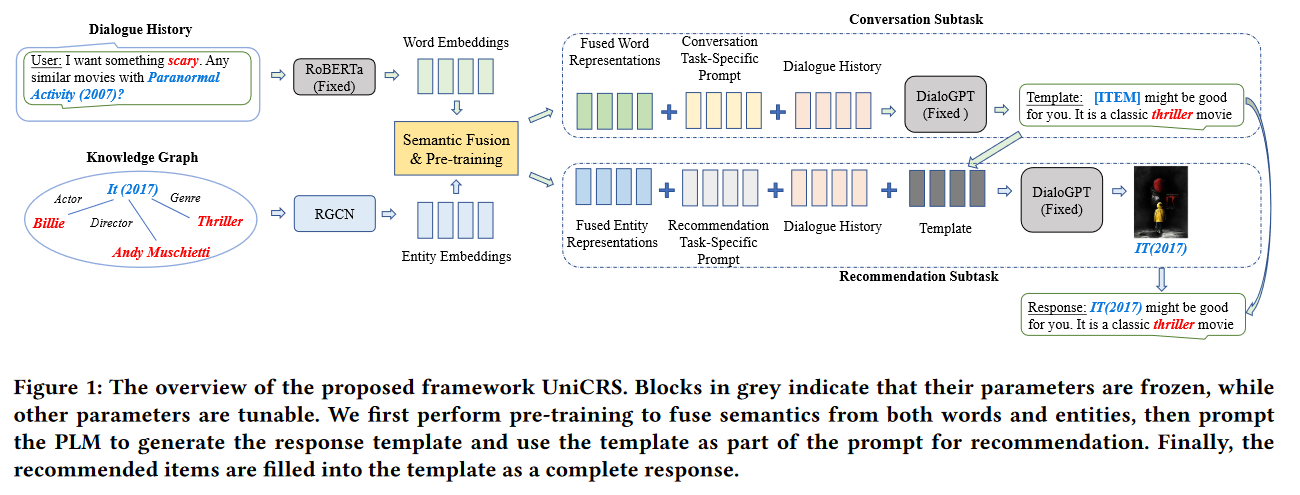 Dialogue History
User: I want something scary. Any
similar movies with Paranormal
Activity (2007)?
RoBERTa
(Fixed)
Word Embeddings
Knowledge Graph
It (2017)
Actor
Genre
Billie
Director
Thriller
Andy Muschietti
RGCN
Entity Embeddings
Semantic Fusion
& Pre-training
Conversation Subtask
Fused Word
Representations
Conversation
Task-Specific
Prompt
Dialogue History
DialoGPT
(Fixed )
Template: [ITEM] might be good
for you. It is a classic thriller movie
Fused Entity
Representations
Recommendation
Task-Specific
Prompt
Dialogue History
Template
DialoGPT
(Fixed)
IT(2017)
Recommendation Subtask
Response: IT(2017) might be good
for you. It is a classic thriller movie
Figure 1: The overview of the proposed framework UniCRS. Blocks in grey indicate that their parameters are frozen, while
other parameters are tunable. We first perform pre-training to fuse semantics from both words and entities, then prompt
the PLM to generate the response template and use the template as part of the prompt for recommendation. Finally, the
recommended items are filled into the template as a complete response.